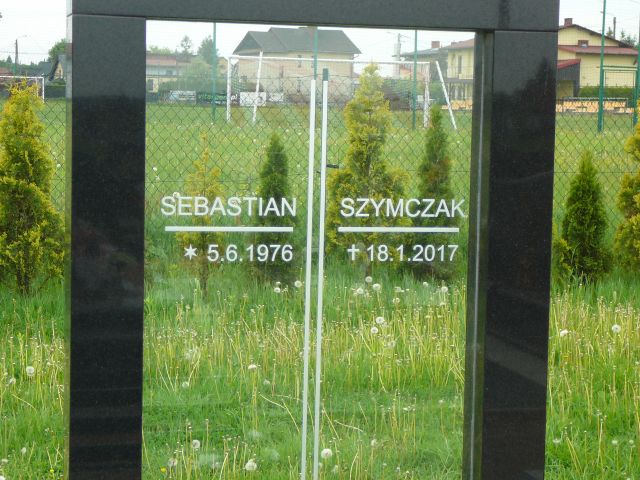 SEBASTIAN SZYMCZAK
✶ 5.6.1976 ✝ 18.1.2017